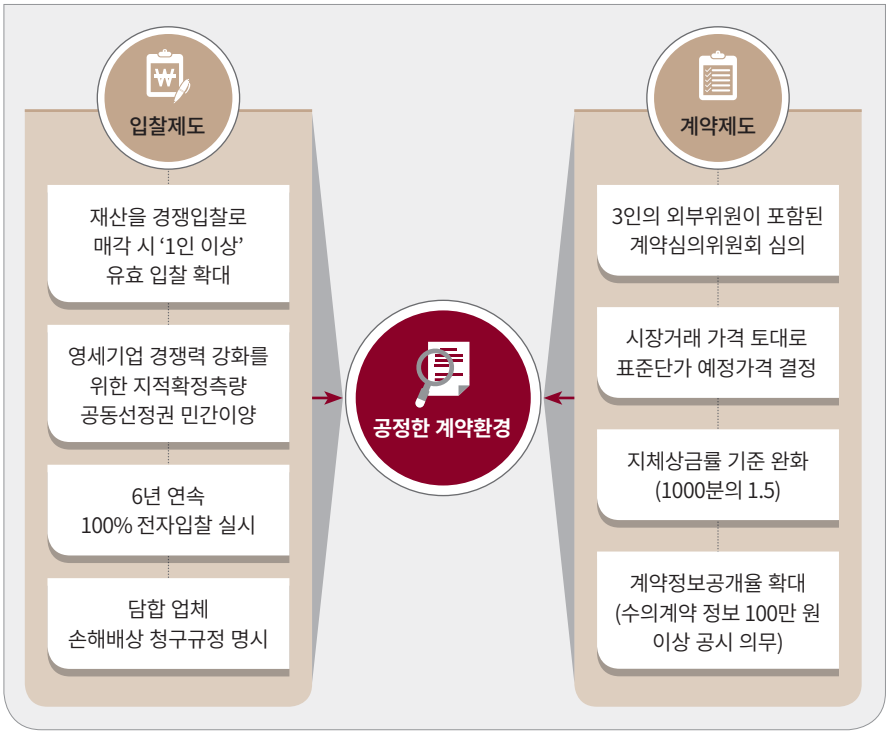 입찰제도
재산을 경쟁입찰로
매각 시 ‘1인 이상’
유효 입찰 확대
영세기업 경쟁력 강화를
위한 지적확정측량
공동선정권 민간이양
6년 연속
100% 전자입찰 실시
담합 업체
손해배상 청구규정 명시
공정한 계약환경
계약제도
3인의 외부위원이 포함된
계약심의위원회 심의
시장거래 가격 토대로
표준단가 예정가격 결정
지체상금률 기준 완화
(1000분의 1.5)
계약정보공개율 확대
(수의계약 정보 100만 원
이상 공시 의무)